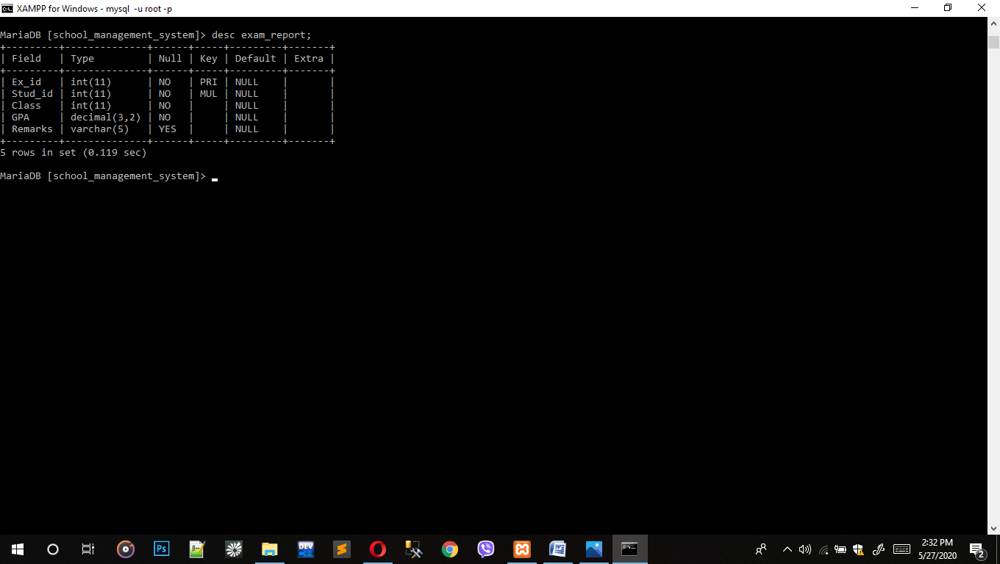 XAMPP for Windows - mysql  -u root -p
MariaDB [school_management_system]> desc exam_report;
+---------+--------------+------+-----+---------+-------+
| Field   | Type         | Null | Key | Default | Extra |
+---------+--------------+------+-----+---------+-------+
| Ex_id   | int(11)      | NO   | PRI | NULL    |       |
| Stud_id | int(11)      | NO   | MUL | NULL    |       |
| Class   | int(11)      | NO   |     | NULL    |       |
| GPA     | decimal(3,2) | NO   |     | NULL    |       |
| Remarks | varchar(5)   | YES  |     | NULL    |       |
+---------+--------------+------+-----+---------+-------+
5 rows in set (0.119 sec)
MariaDB [school_management_system]>
Ps
DEV
2:32 PM
5/27/2020
2